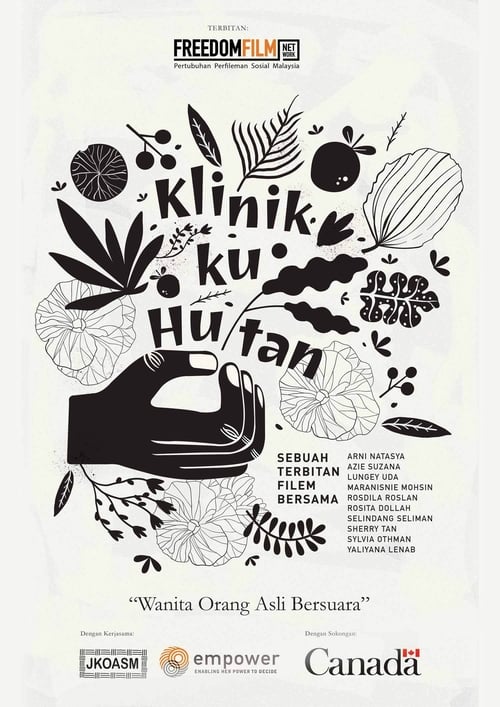 TERBITAN:
FREEDOMFILM NETWORK
Pertubuhan Perfileman Sosial Malaysia
Klinik
ku
Hutan
SEBUAH
TERBITAN
FILEM
BERSAMA
ARNI NATASYA
AZIE SUZANA
LUNGEY UDA
MARANISNIE MOHSIN
ROSDILA ROSLAN
ROSITA DOLLAH
SELINDANG SELIMAN
SHERRY TAN
SYLVIA OTHMAN
YALIYANA LENAB
“Wanita Orang Asli Bersuara”
Dengan Kerjasama:
JKOASM
empower
ENABLING HER POWER TO DECIDE
Dengan Sokongan:
Canada